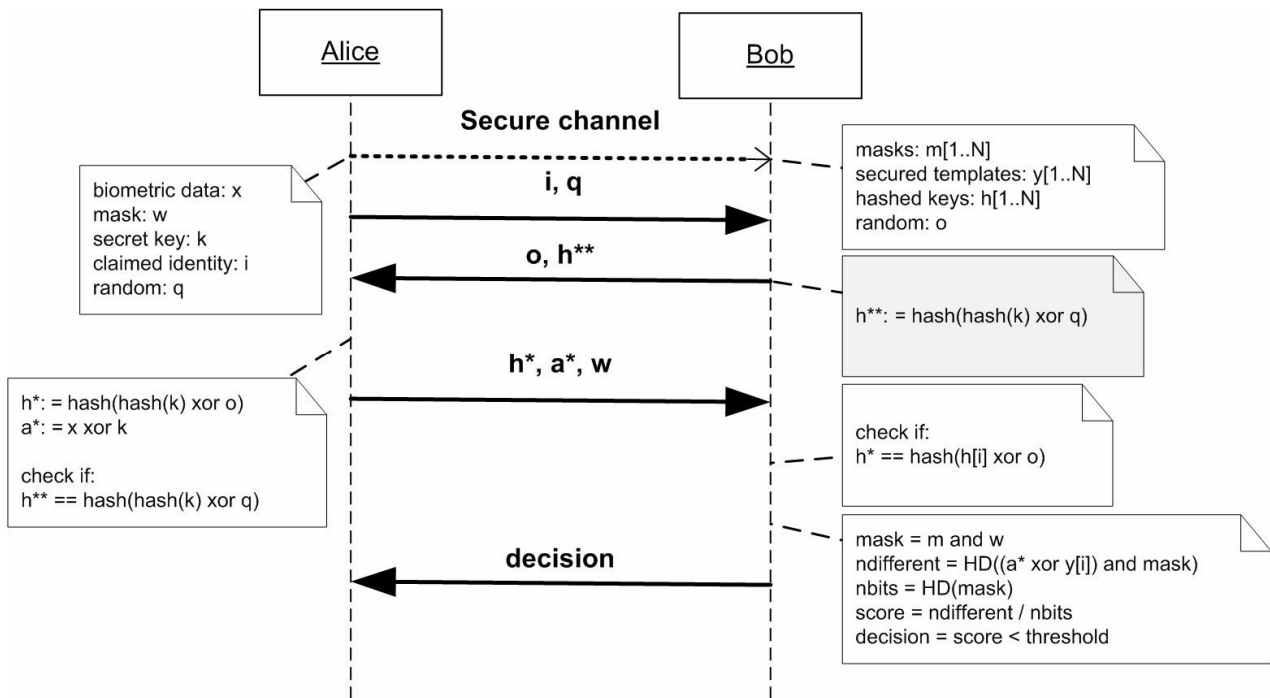 Alice
Bob
Secure channel
biometric data: x
mask: w
secret key: k
claimed identity: i
random: q
masks: m[1..N]
secured templates: y[1..N]
hashed keys: h[1..N]
random: o
i, q
o, h**
h**: = hash(hash(k) xor q)
h*, a*, w
h*: = hash(hash(k) xor o)
a*: = x xor k
check if:
h** == hash(hash(k) xor q)
check if:
h* == hash(h[i] xor o)
decision
mask = m and w
ndifferent = HD((a* xor y[i]) and mask)
nbits = HD(mask)
score = ndifferent / nbits
decision = score < threshold